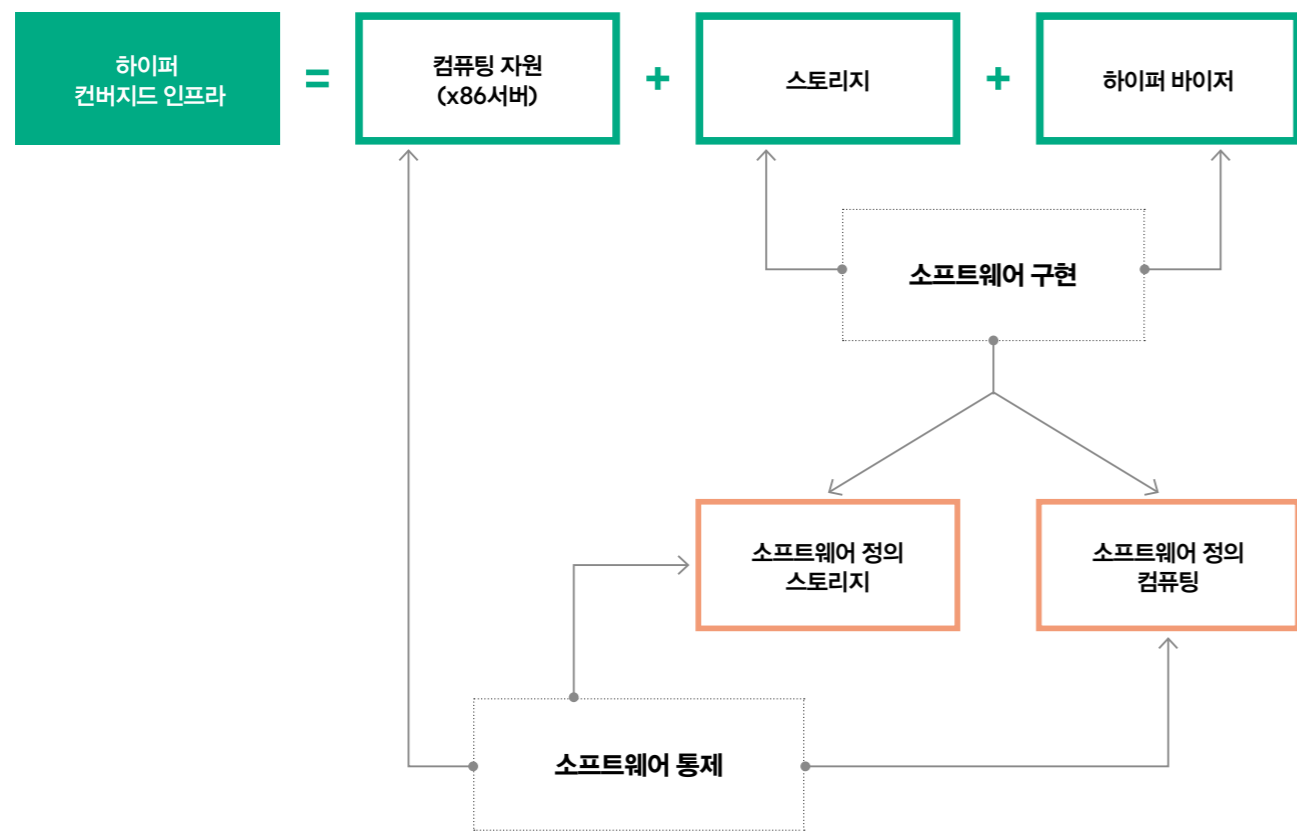 하이퍼
컨버지드 인프라
=
컴퓨팅 자원
(x86서버)
+
스토리지
+
하이퍼 바이저
소프트웨어 구현
소프트웨어 정의
스토리지
소프트웨어 정의
컴퓨팅
소프트웨어 통제